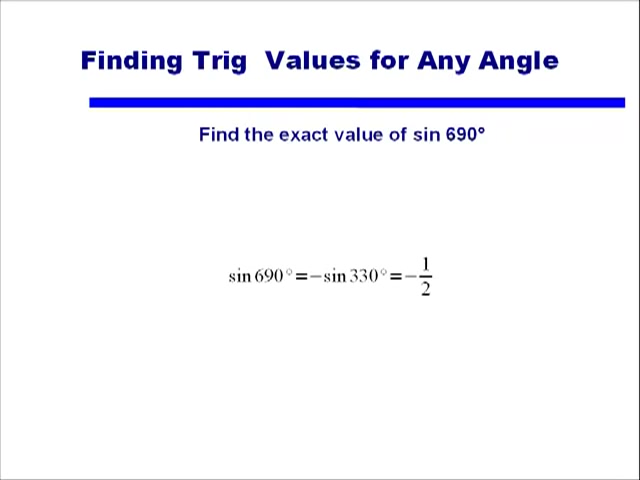 Finding Trig Values for Any Angle
Find the exact value of sin 690°
sin 690° = −sin 330° = −1/2